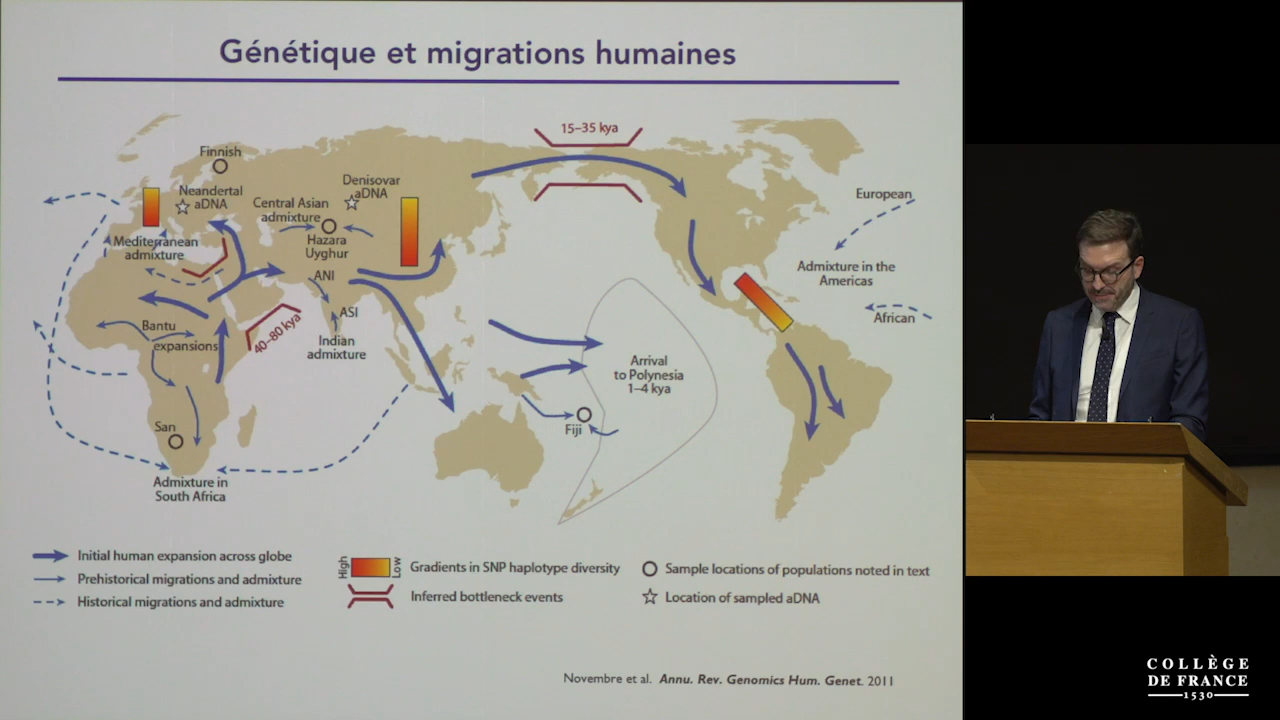 Génétique et migrations humaines
15–35 kya
Finnish
Neandertal
aDNA
Denisovar
aDNA
Central Asian
admixture
European
Mediterranean
admixture
Hazara
Uyghur
Admixture in the
Americas
ANI
ASI
African
Bantu
expansions
40–80 kya
Indian
admixture
Arrival
to Polynesia
1–4 kya
San
Fiji
Admixture in
South Africa
Initial human expansion across globe
Prehistorical migrations and admixture
Historical migrations and admixture
High
Low
Gradients in SNP haplotype diversity
Inferred bottleneck events
Sample locations of populations noted in text
Location of sampled aDNA
Novembre et al. Annu. Rev. Genomics Hum. Genet. 2011
COLLÈGE
DE FRANCE
1530